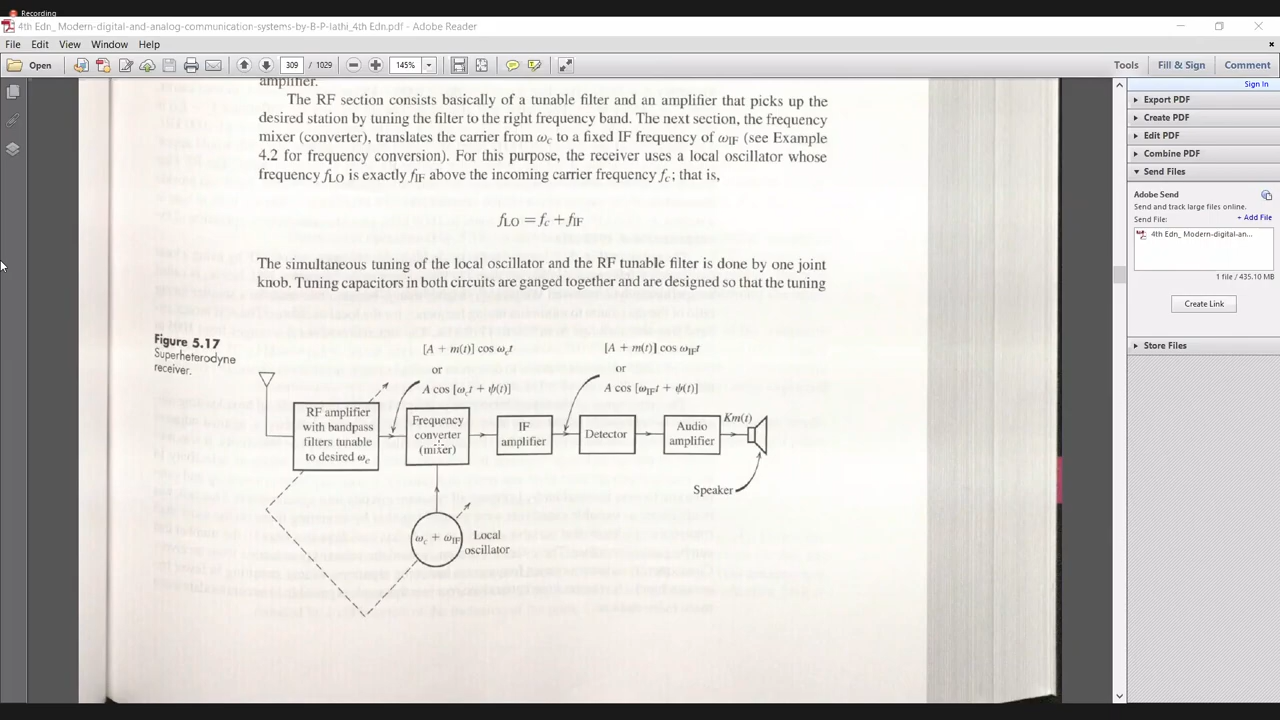 Recording
4th Edn_ Modern-digital-and-analog-communication-systems-by-B-P-lathi_4th Edn.pdf - Adobe Reader
File Edit View Window Help
Open 309 / 1029 145% Tools Fill & Sign Comment
Sign In
Export PDF
Create PDF
Edit PDF
Combine PDF
Send Files
Adobe Send
Send and track large files online.
Send File:
+ Add File
4th Edn_ Modern-digital-and-an...
1 file / 435.10 MB
Create Link
Store Files
amplifier.
The RF section consists basically of a tunable filter and an amplifier that picks up the
desired station by tuning the filter to the right frequency band. The next section, the frequency
mixer (converter), translates the carrier from ωc to a fixed IF frequency of ωIF (see Example
4.2 for frequency conversion). For this purpose, the receiver uses a local oscillator whose
frequency fLO is exactly fIF above the incoming carrier frequency fc; that is,
fLO = fc + fIF
The simultaneous tuning of the local oscillator and the RF tunable filter is done by one joint
knob. Tuning capacitors in both circuits are ganged together and are designed so that the tuning
Figure 5.17
Superheterodyne
receiver.
[A + m(t)] cos ωct
or
A cos [ωct + ψ(t)]
[A + m(t)] cos ωIFt
or
A cos [ωIFt + ψ(t)]
RF amplifier
with bandpass
filters tunable
to desired ωc
Frequency
converter
(mixer)
IF
amplifier
Detector
Audio
amplifier
Km(t)
Speaker
ωc + ωIF
Local
oscillator